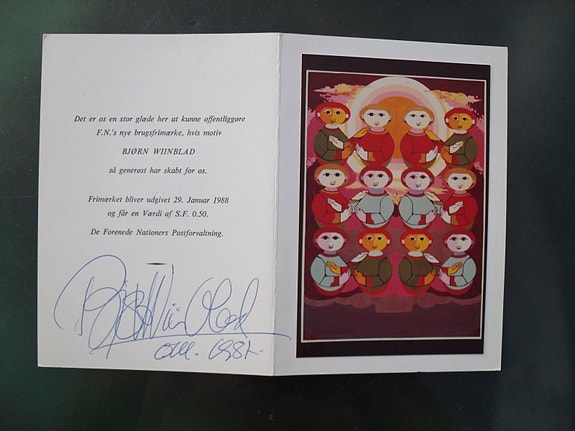 Det er os en stor glæde her at kunne offentliggøre
F.N.'s nye brugsfrimærke, hvis motiv
BJØRN WIINBLAD
så generøst har skabt for os.
Frimærket bliver udgivet 29. Januar 1988
og får en Værdi af S.F. 0.50.
De Forenede Nationers Postforvaltning.
Bjørn Wiinblad